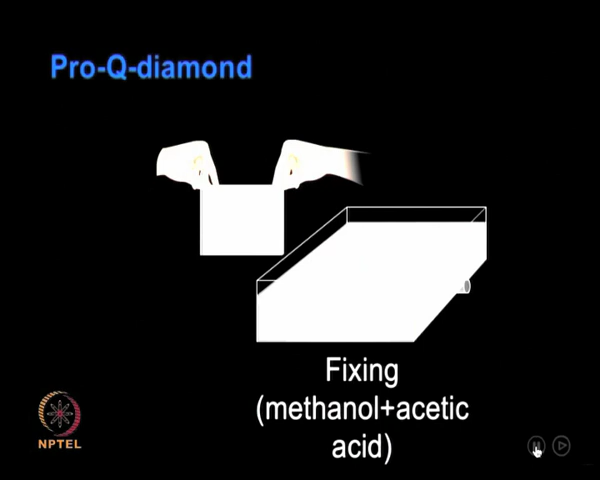 Pro-Q-diamond
Fixing
(methanol+acetic
acid)
NPTEL